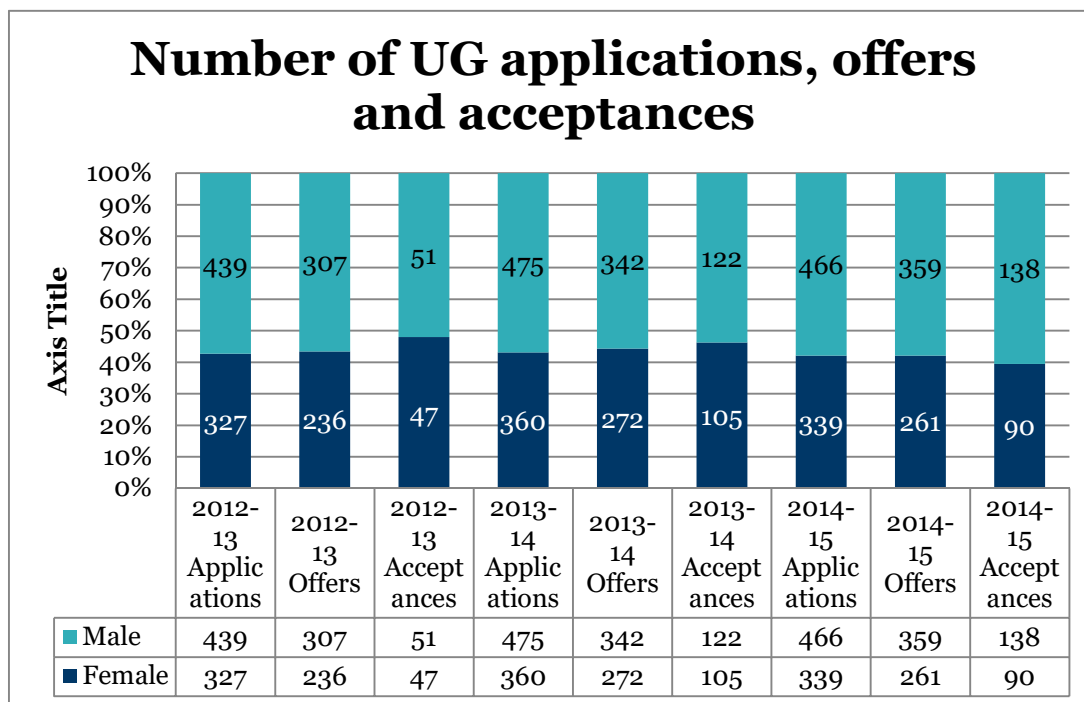 Number of UG applications, offers
and acceptances
Axis Title
100%
90%
80%
70%
60%
50%
40%
30%
20%
10%
0%
439 307 51 475 342 122 466 359 138
327 236 47 360 272 105 339 261 90
2012-
13
Applic
ations
2012-
13
Offers
2012-
13
Accept
ances
2013-
14
Applic
ations
2013-
14
Offers
2013-
14
Accept
ances
2014-
15
Applic
ations
2014-
15
Offers
2014-
15
Accept
ances
Male 439 307 51 475 342 122 466 359 138
Female 327 236 47 360 272 105 339 261 90